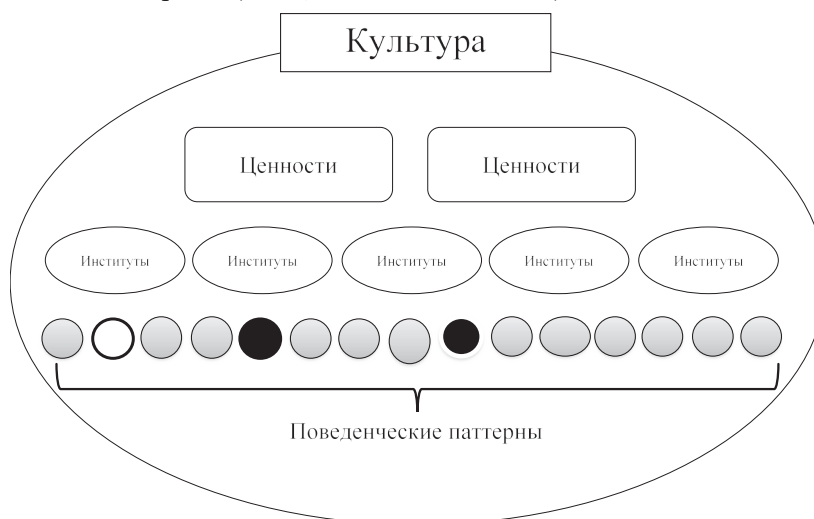 Культура
Ценности Ценности
Институты Институты Институты Институты Институты
Поведенческие паттерны